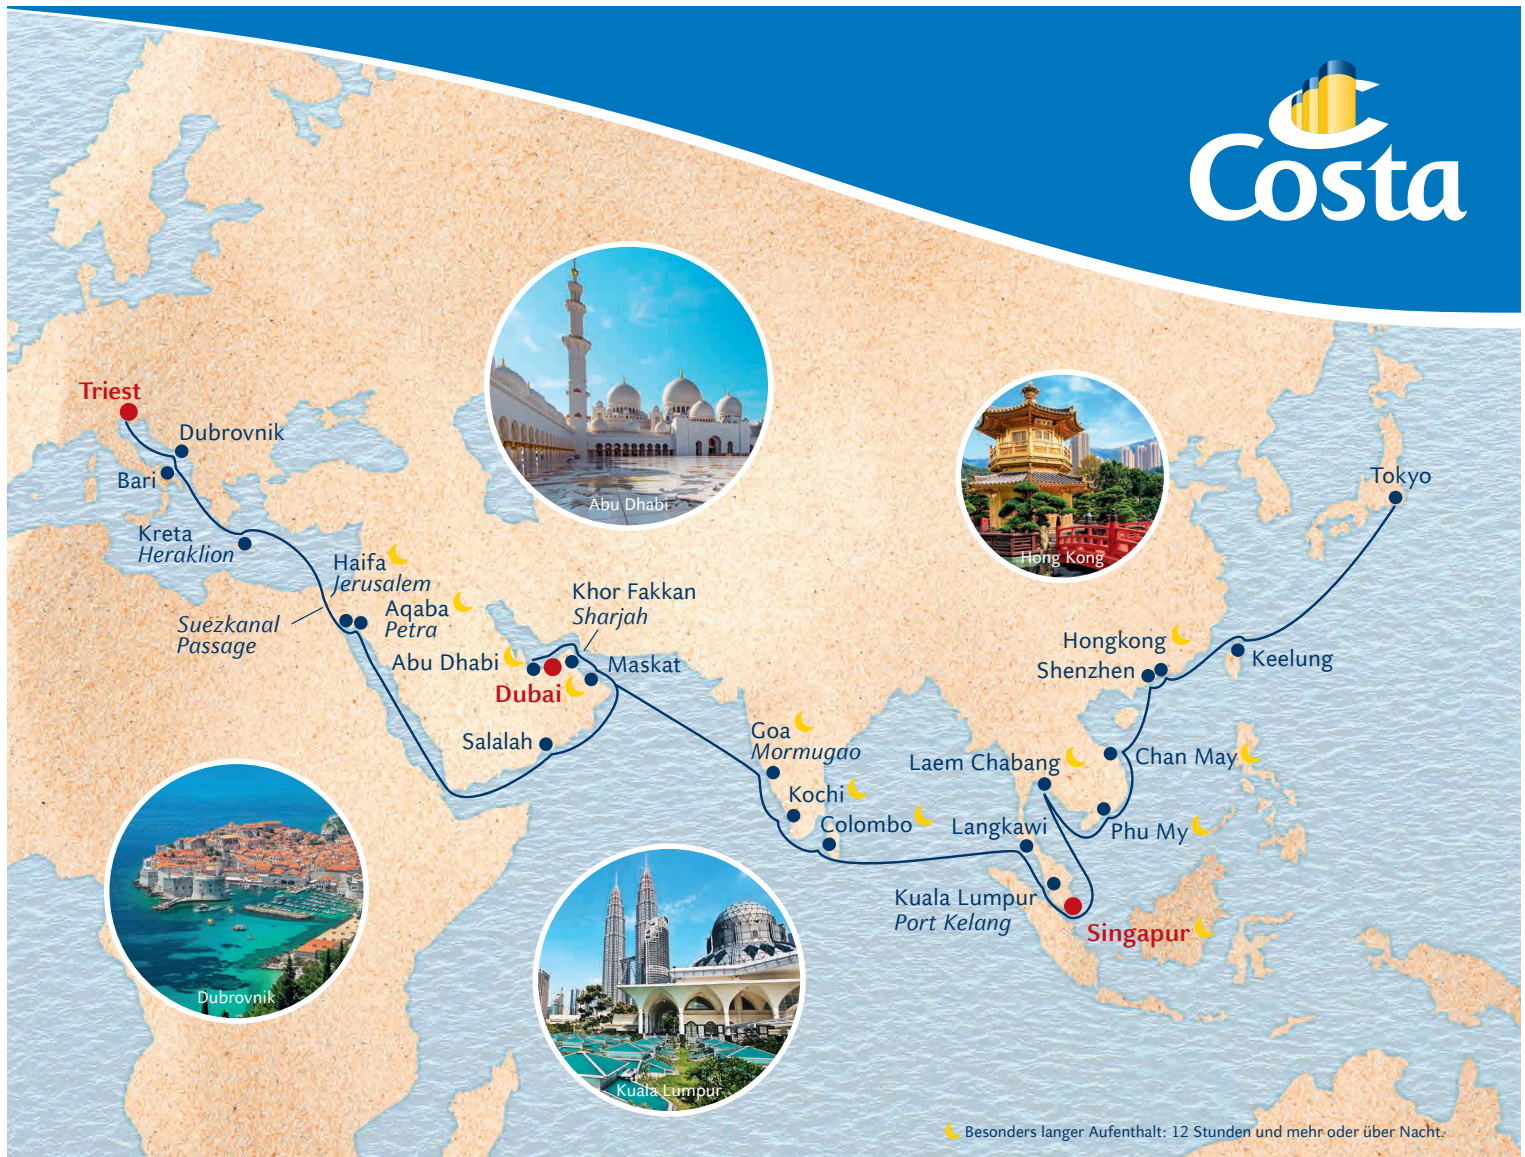 Costa
Triest
Dubrovnik
Bari
Kreta
Heraklion
Haifa
Jerusalem
Suezkanal
Passage
Aqaba
Petra
Abu Dhabi
Khor Fakkan
Sharjah
Abu Dhabi
Dubai
Maskat
Salalah
Goa
Mormugao
Kochi
Colombo
Langkawi
Laem Chabang
Kuala Lumpur
Port Kelang
Singapur
Phu My
Chan May
Hong Kong
Hongkong
Shenzhen
Keelung
Tokyo
Dubrovnik
Kuala Lumpur
Besonders langer Aufenthalt: 12 Stunden und mehr oder über Nacht.